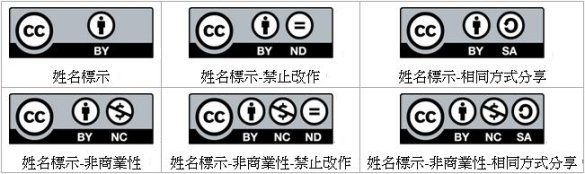 cc BY
cc BY ND
cc BY SA
姓名標示
姓名標示-禁止改作
姓名標示-相同方式分享
cc BY NC
cc BY NC ND
cc BY NC SA
姓名標示-非商業性
姓名標示-非商業性-禁止改作
姓名標示-非商業性-相同方式分享